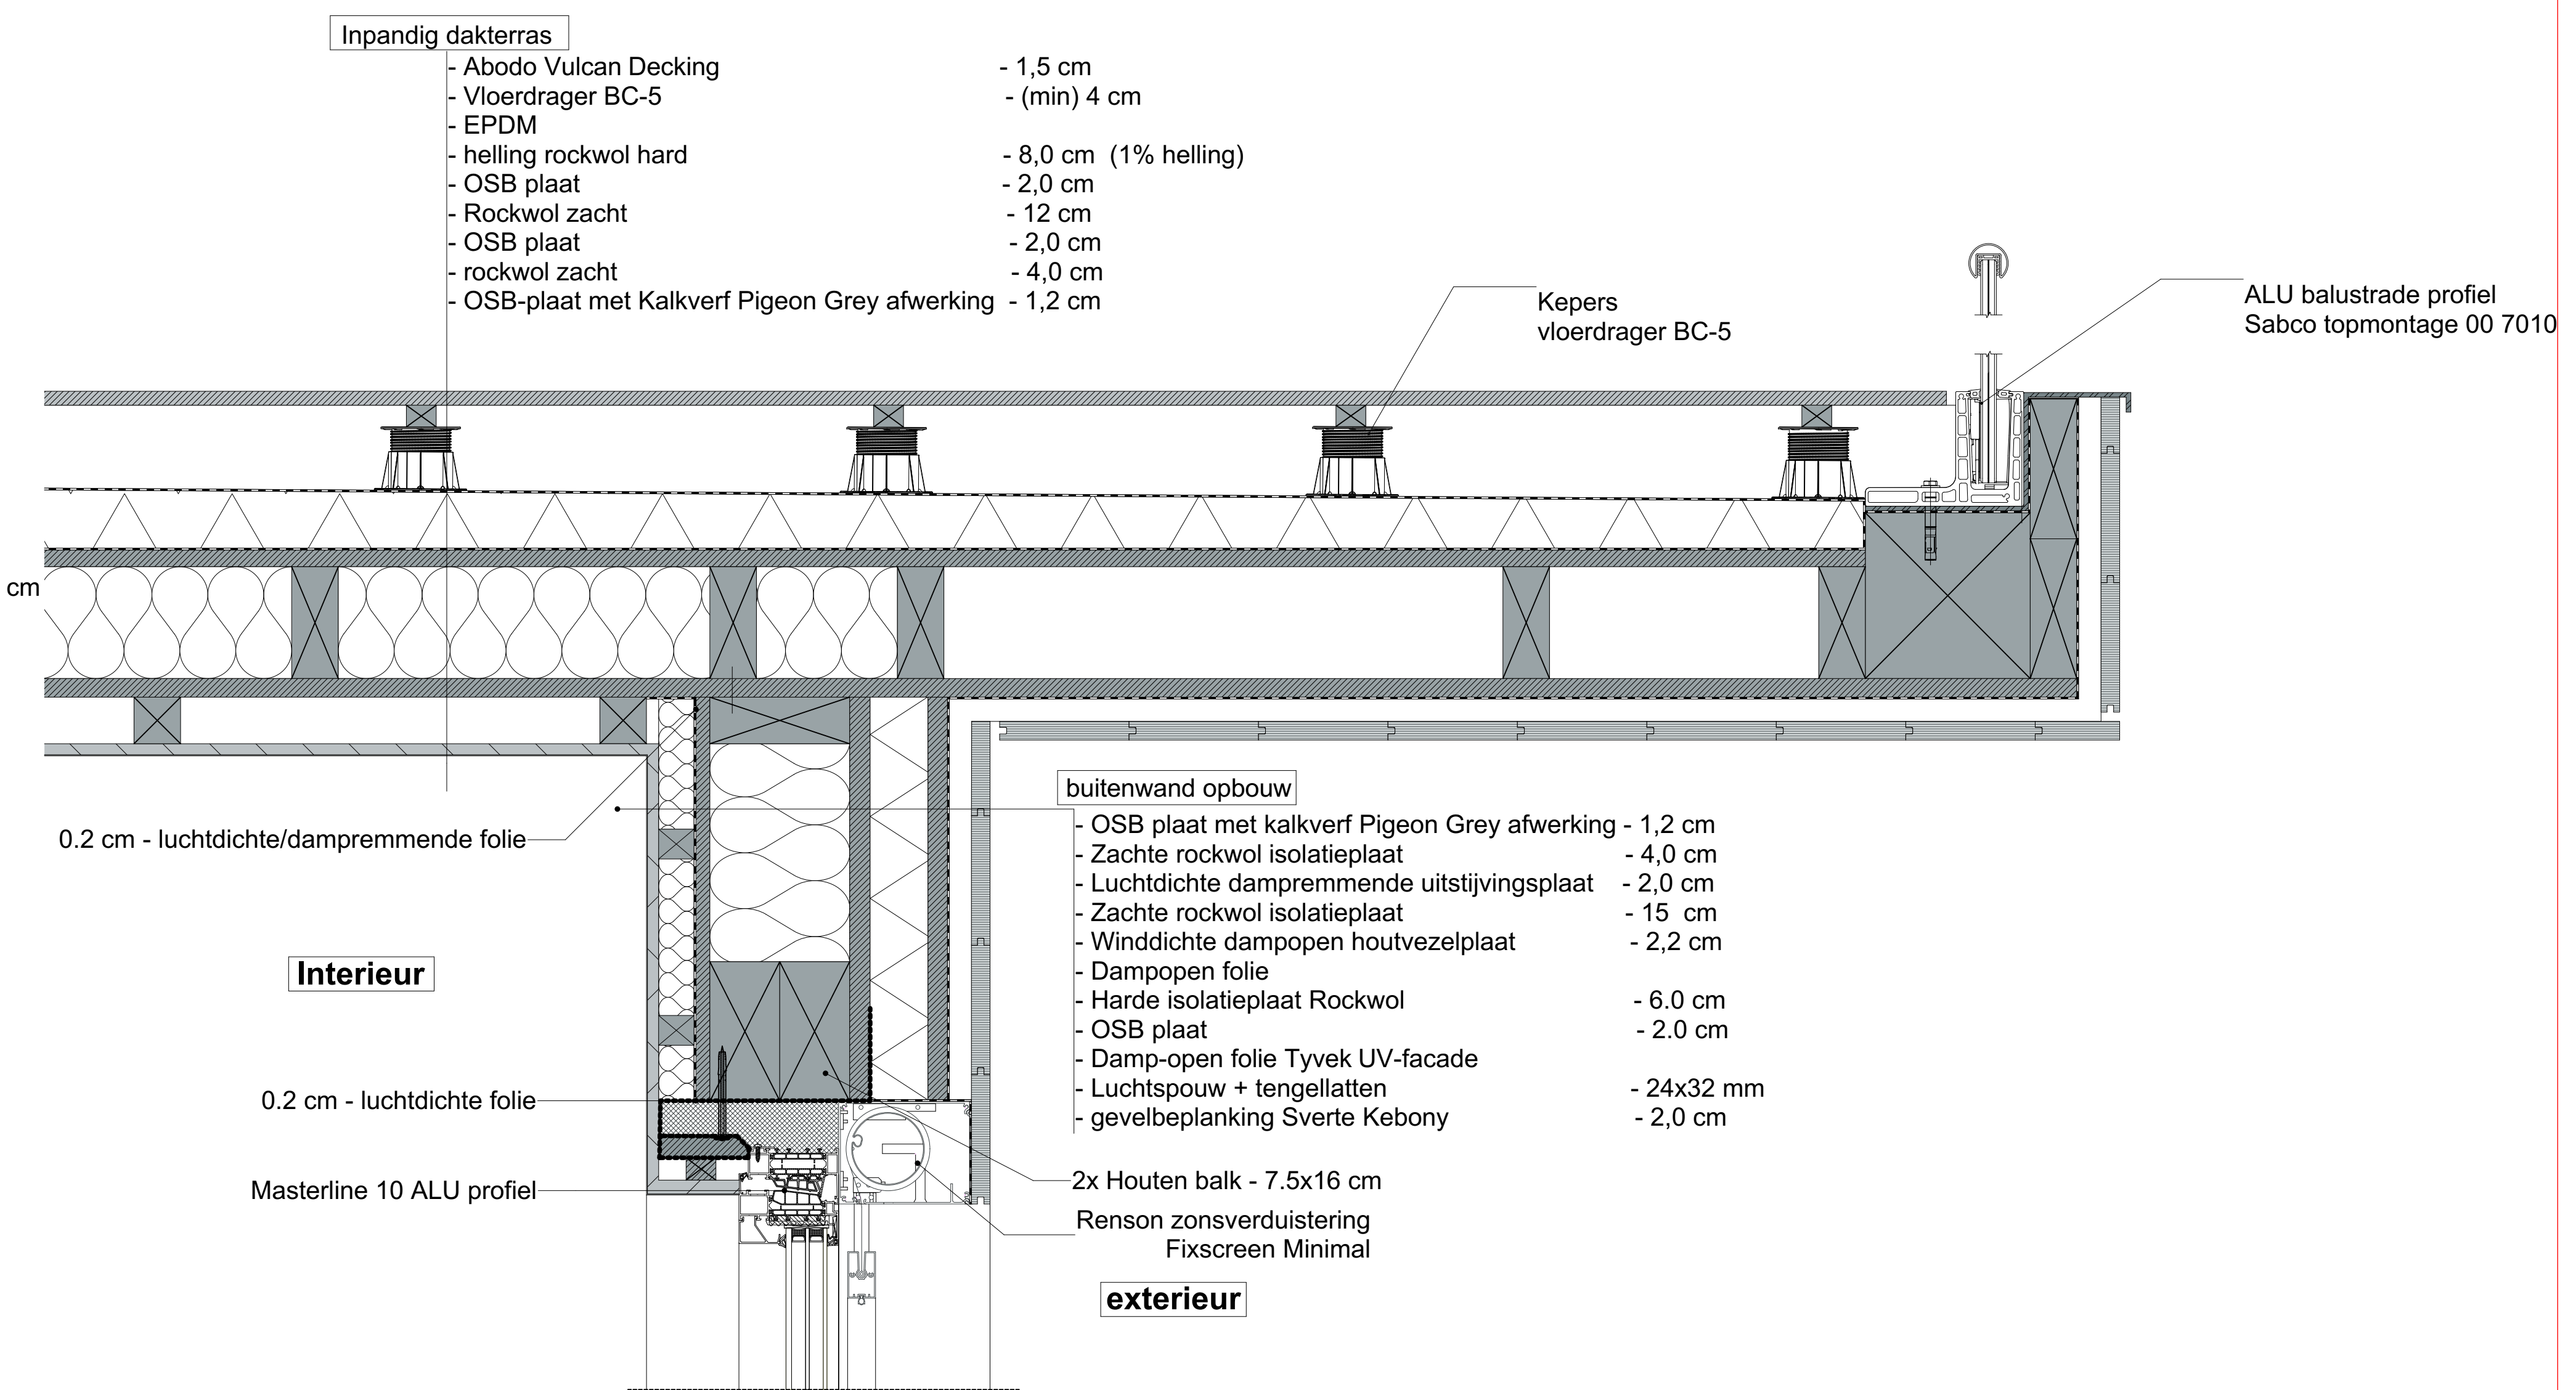 Inpandig dakterras
- Abodo Vulcan Decking - 1,5 cm
- Vloerdrager BC-5 - (min) 4 cm
- EPDM
- helling rockwol hard - 8,0 cm (1% helling)
- OSB plaat - 2,0 cm
- Rockwol zacht - 12 cm
- OSB plaat - 2,0 cm
- rockwol zacht - 4,0 cm
- OSB-plaat met Kalkverf Pigeon Grey afwerking - 1,2 cm
Kepers
vloerdrager BC-5
ALU balustrade profiel
Sabco topmontage 00 7010
cm
buitenwand opbouw
- OSB plaat met kalkverf Pigeon Grey afwerking - 1,2 cm
- Zachte rockwol isolatieplaat - 4,0 cm
- Luchtdichte dampremmende uitstijvingsplaat - 2,0 cm
- Zachte rockwol isolatieplaat - 15 cm
- Winddichte dampopen houtvezelplaat - 2,2 cm
- Dampopen folie
- Harde isolatieplaat Rockwol - 6.0 cm
- OSB plaat - 2.0 cm
- Damp-open folie Tyvek UV-facade
- Luchtspouw + tengellatten - 24x32 mm
- gevelbeplanking Sverte Kebony - 2,0 cm
0.2 cm - luchtdichte/dampremmende folie
Interieur
0.2 cm - luchtdichte folie
Masterline 10 ALU profiel
2x Houten balk - 7.5x16 cm
Renson zonsverduistering
Fixscreen Minimal
exterieur